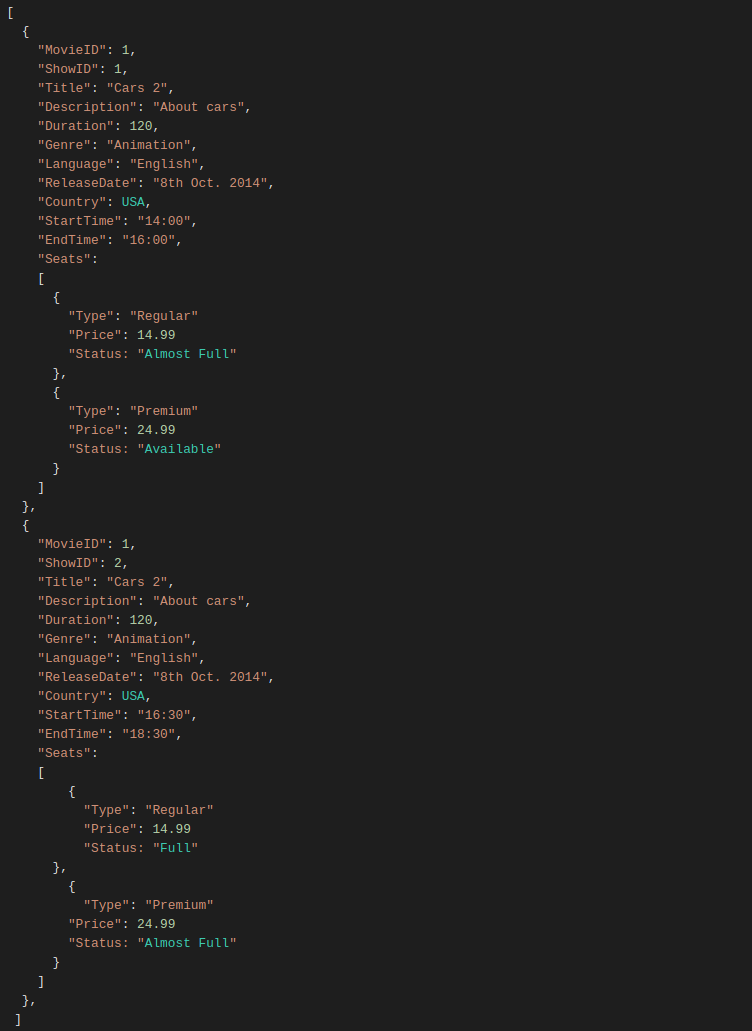 [
  {
    "MovieID": 1,
    "ShowID": 1,
    "Title": "Cars 2",
    "Description": "About cars",
    "Duration": 120,
    "Genre": "Animation",
    "Language": "English",
    "ReleaseDate": "8th Oct. 2014",
    "Country": USA,
    "StartTime": "14:00",
    "EndTime": "16:00",
    "Seats":
    [
      {
        "Type": "Regular"
        "Price": 14.99
        "Status: "Almost Full"
      },
      {
        "Type": "Premium"
        "Price": 24.99
        "Status: "Available"
      }
    ]
  },
  {
    "MovieID": 1,
    "ShowID": 2,
    "Title": "Cars 2",
    "Description": "About cars",
    "Duration": 120,
    "Genre": "Animation",
    "Language": "English",
    "ReleaseDate": "8th Oct. 2014",
    "Country": USA,
    "StartTime": "16:30",
    "EndTime": "18:30",
    "Seats":
    [
        {
          "Type": "Regular"
          "Price": 14.99
          "Status: "Full"
      },
        {
          "Type": "Premium"
        "Price": 24.99
        "Status: "Almost Full"
      }
    ]
  },
 ]